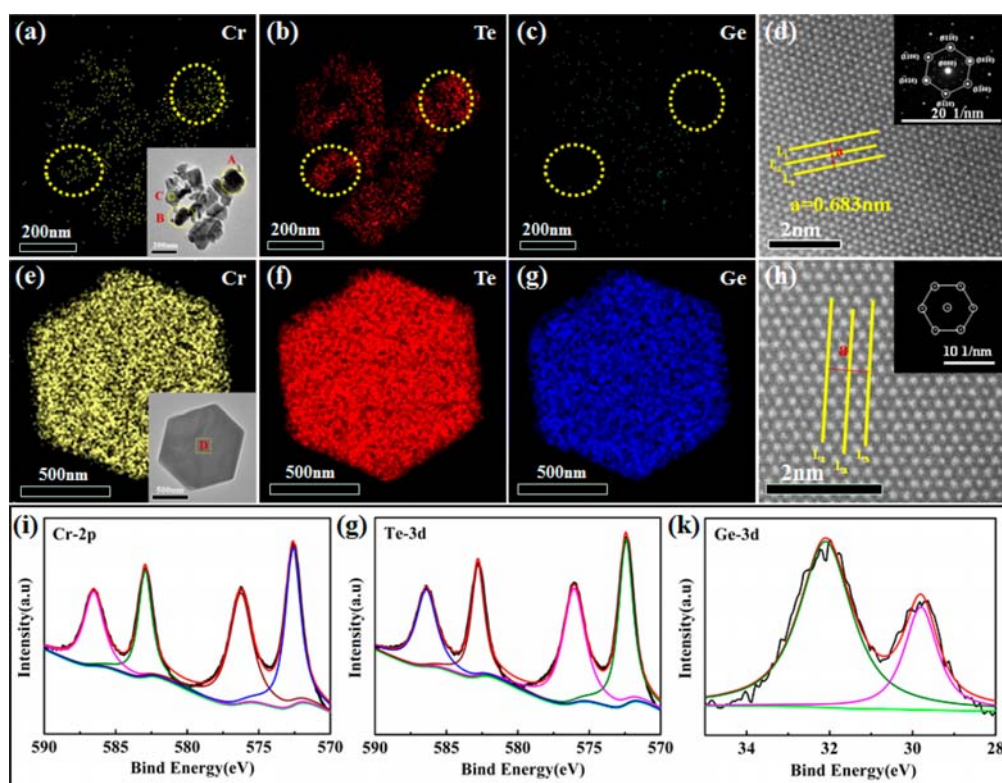 (a) Cr
A
C
B
200nm
200nm
(b) Te
200nm
(c) Ge
200nm
(d)
20 1/nm
a
a=0.683nm
2nm
(e) Cr
D
500nm
500nm
(f) Te
500nm
(g) Ge
500nm
(h)
10 1/nm
a
2nm
(i) Cr-2p
Intensity(a.u)
590 585 580 575 570
Bind Energy(eV)
(g) Te-3d
Intensity(a.u)
590 585 580 575 570
Bind Energy(eV)
(k) Ge-3d
Intensity(a.u)
34 32 30 28
Bind Energy(eV)